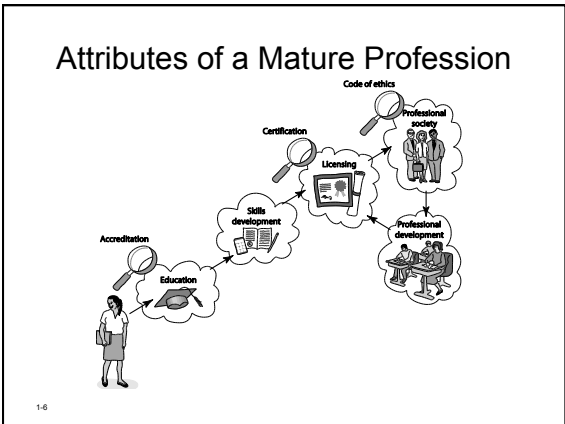 Attributes of a Mature Profession
Code of ethics
Professional
society
Certification
Licensing
Skills
development
Professional
development
Accreditation
Education
1-6